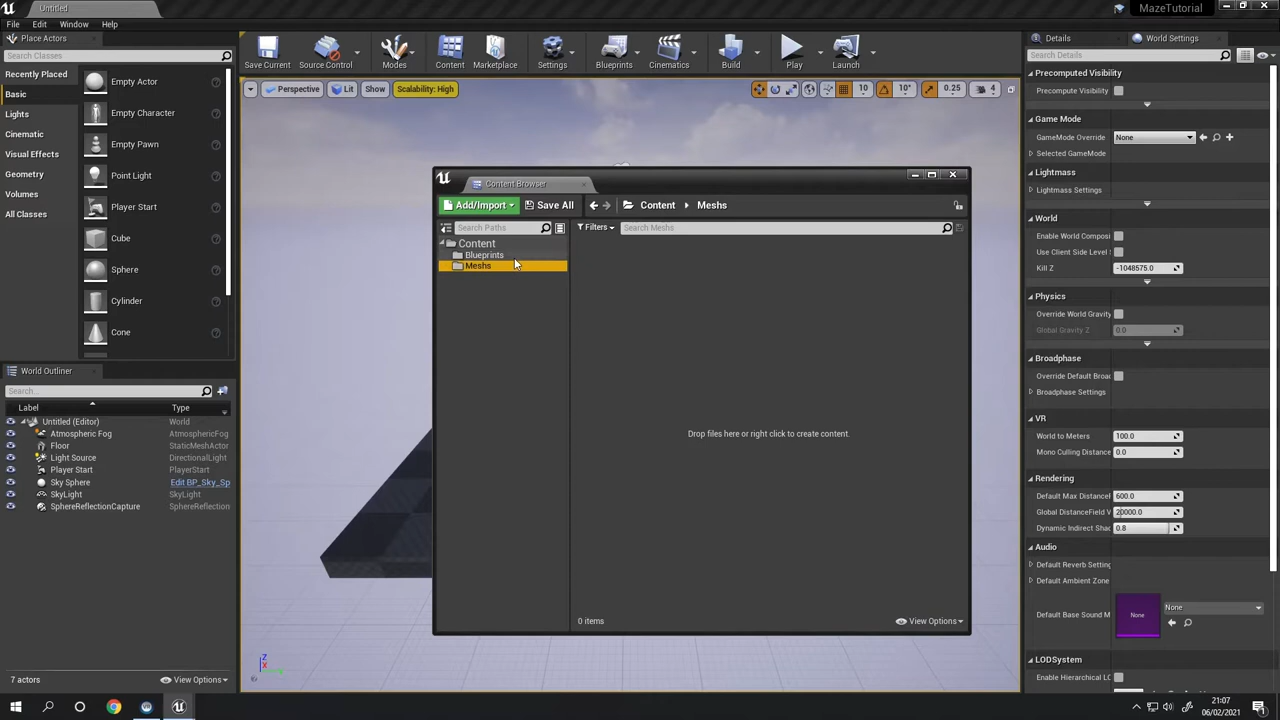 Untitled
MazeTutorial
File Edit Window Help
Place Actors
Search Classes
Recently Placed
Basic
Lights
Cinematic
Visual Effects
Geometry
Volumes
All Classes
Empty Actor
Empty Character
Empty Pawn
Point Light
Player Start
Cube
Sphere
Cylinder
Cone
Save Current
Source Control
Modes
Content
Marketplace
Settings
Blueprints
Cinematics
Build
Play
Launch
Perspective
Lit
Show
Scalability: High
10
10°
0.25
4
Content Browser
Add/Import
Save All
Content
Meshs
Search Paths
Filters
Search Meshs
Content
Blueprints
Meshs
Drop files here or right click to create content.
0 items
View Options
World Outliner
Search...
Label Type
Untitled (Editor) World
Atmospheric Fog AtmosphericFog
Floor StaticMeshActor
Light Source DirectionalLight
Player Start PlayerStart
Sky Sphere Edit BP_Sky_Sp
SkyLight SkyLight
SphereReflectionCapture SphereReflection
7 actors
View Options
Details
World Settings
Search Details
Precomputed Visibility
Precompute Visibility
Game Mode
GameMode Override None
Selected GameMode
Lightmass
Lightmass Settings
World
Enable World Composi
Use Client Side Level
Kill Z -1048575.0
Physics
Override World Gravity
Global Gravity Z 0.0
Broadphase
Override Default Broa
Broadphase Settings
VR
World to Meters 100.0
Mono Culling Distance 0.0
Rendering
Default Max Distance 600.0
Global DistanceField V 20000.0
Dynamic Indirect Shad 0.8
Audio
Default Reverb Setting
Default Ambient Zone
Default Base Sound M None None
LODSystem
Enable Hierarchical LO
Z
X
21:07
06/02/2021